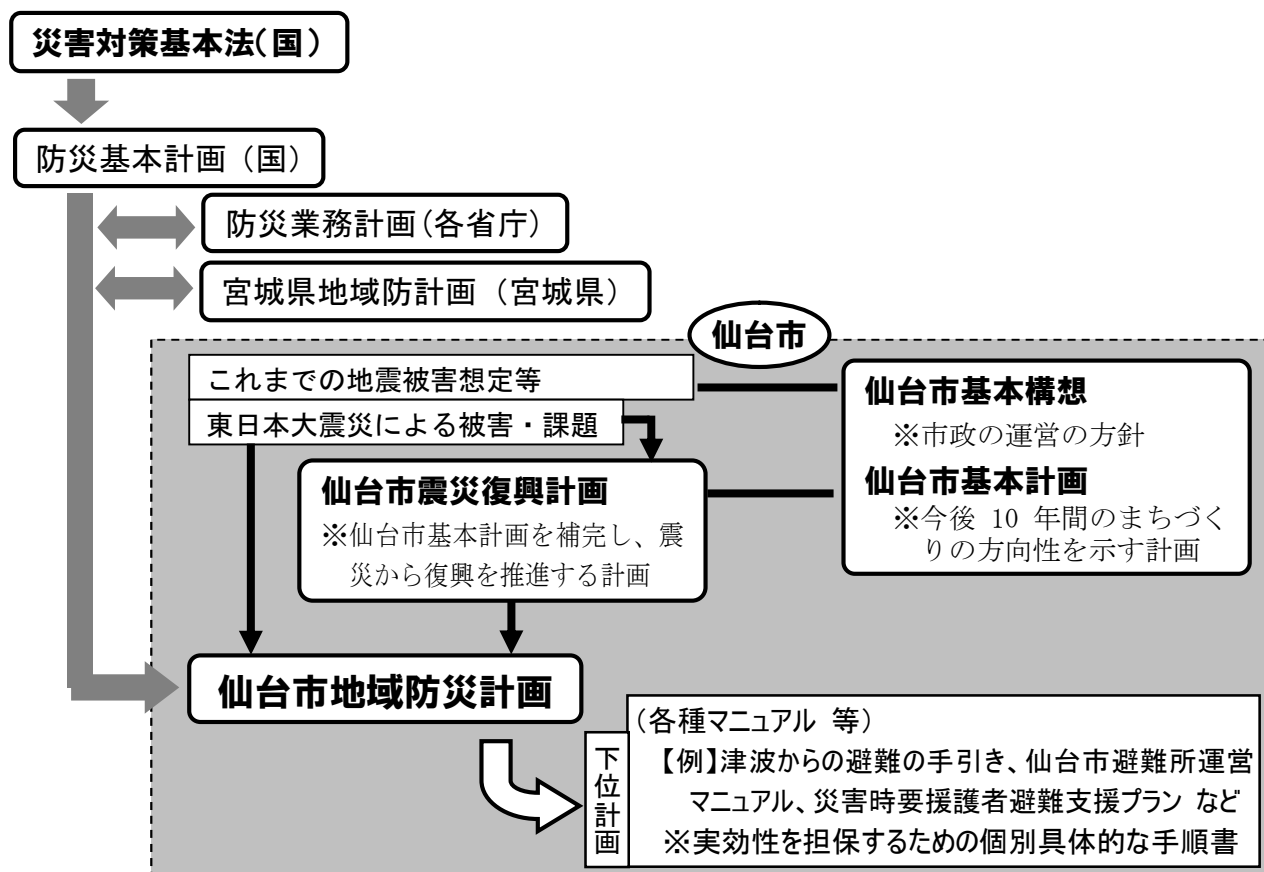 災害対策基本法（国）
防災基本計画（国）
防災業務計画（各省庁）
宮城県地域防計画（宮城県）
仙台市
これまでの地震被害想定等
東日本大震災による被害・課題
仙台市基本構想
※市政の運営の方針
仙台市基本計画
※今後 10 年間のまちづく
りの方向性を示す計画
仙台市震災復興計画
※仙台市基本計画を補完し、震
災から復興を推進する計画
仙台市地域防災計画
下位計画
（各種マニュアル 等）
【例】津波からの避難の手引き、仙台市避難所運営
マニュアル、災害時要援護者避難支援プラン など
※実効性を担保するための個別具体的な手順書